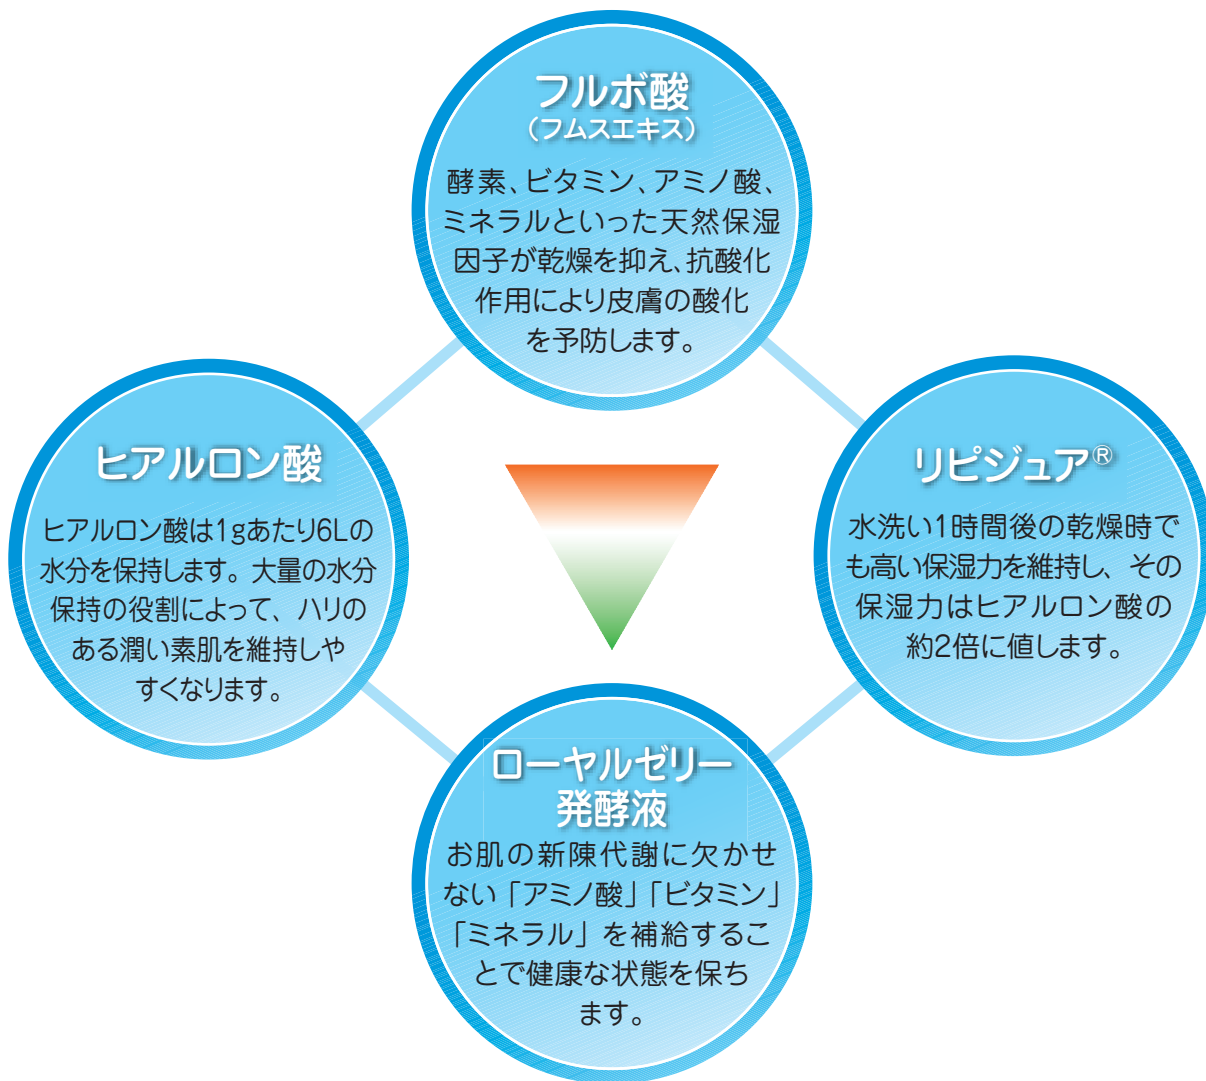 フルボ酸
（フムスエキス）
酵素、ビタミン、アミノ酸、
ミネラルといった天然保湿
因子が乾燥を抑え、抗酸化
作用により皮膚の酸化
を予防します。
ヒアルロン酸
ヒアルロン酸は1gあたり6Lの
水分を保持します。大量の水分
保持の役割によって、ハリの
ある潤い素肌を維持しや
すくなります。
リピジュア®
水洗い1時間後の乾燥時で
も高い保湿力を維持し、その
保湿力はヒアルロン酸の
約2倍に値します。
ローヤルゼリー
発酵液
お肌の新陳代謝に欠かせ
ない「アミノ酸」「ビタミン」
「ミネラル」を補給するこ
とで健康な状態を保ち
ます。